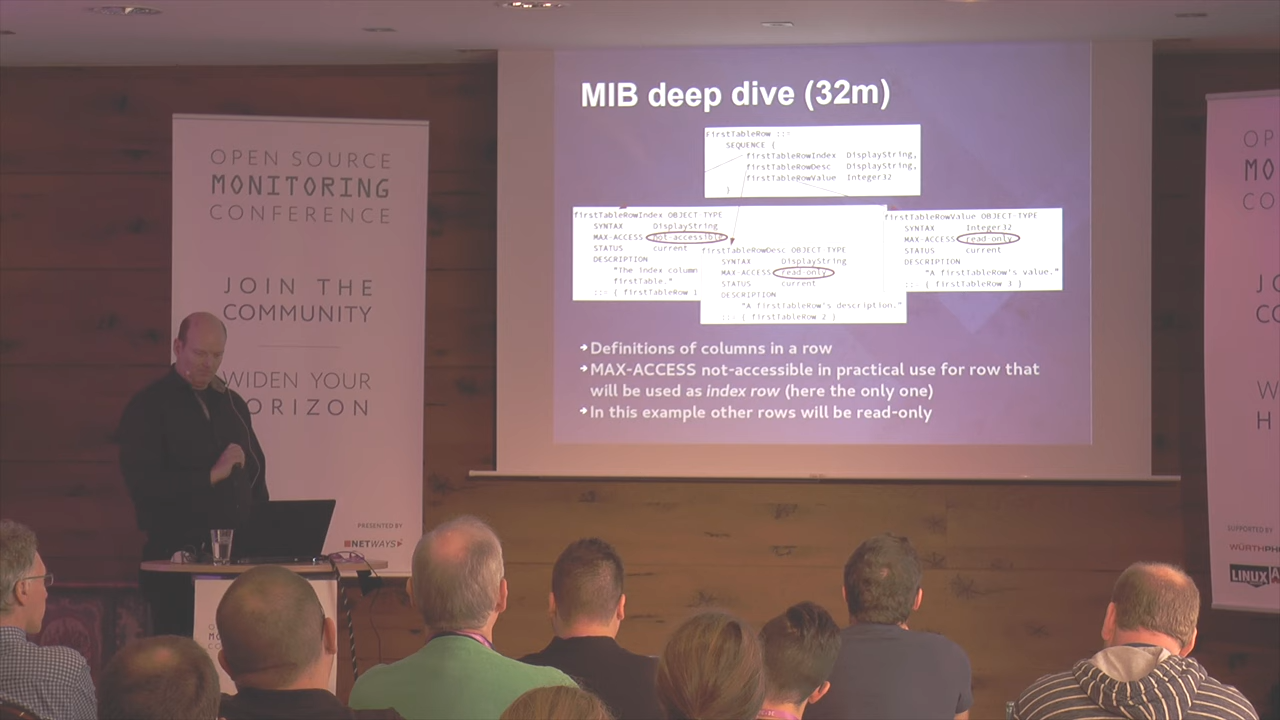 OPEN SOURCE
MONITORING
CONFERENCE
JOIN THE
COMMUNITY
WIDEN YOUR
ORIZON
PRESENTED BY
NETWAYS
MIB deep dive (32m)
FirstTableRow ::=
SEQUENCE {
firstTableRowIndex DisplayString,
firstTableRowDesc DisplayString,
firstTableRowValue Integer32
}
firstTableRowIndex OBJECT-TYPE
SYNTAX DisplayString
MAX-ACCESS not-accessible
STATUS current
DESCRIPTION
"The index column
firstTable."
::= { firstTableRow 1
firstTableRowDesc OBJECT TYPE
SYNTAX DisplayString
MAX-ACCESS read-only
STATUS current
DESCRIPTION
"A firstTableRow's description."
::= { firstTableRow 2 }
firstTableRowValue OBJECT-TYPE
SYNTAX Integer32
MAX-ACCESS read-only
STATUS current
DESCRIPTION
"A firstTableRow's value."
::= { firstTableRow 3 }
➔Definitions of columns in a row
➔MAX-ACCESS not-accessible in practical use for row that
will be used as index row (here the only one)
➔In this example other rows will be read-only
OP
MO
CO
J
CO
W
H
SUPPORTED BY
WÜRTHPH
LINUX